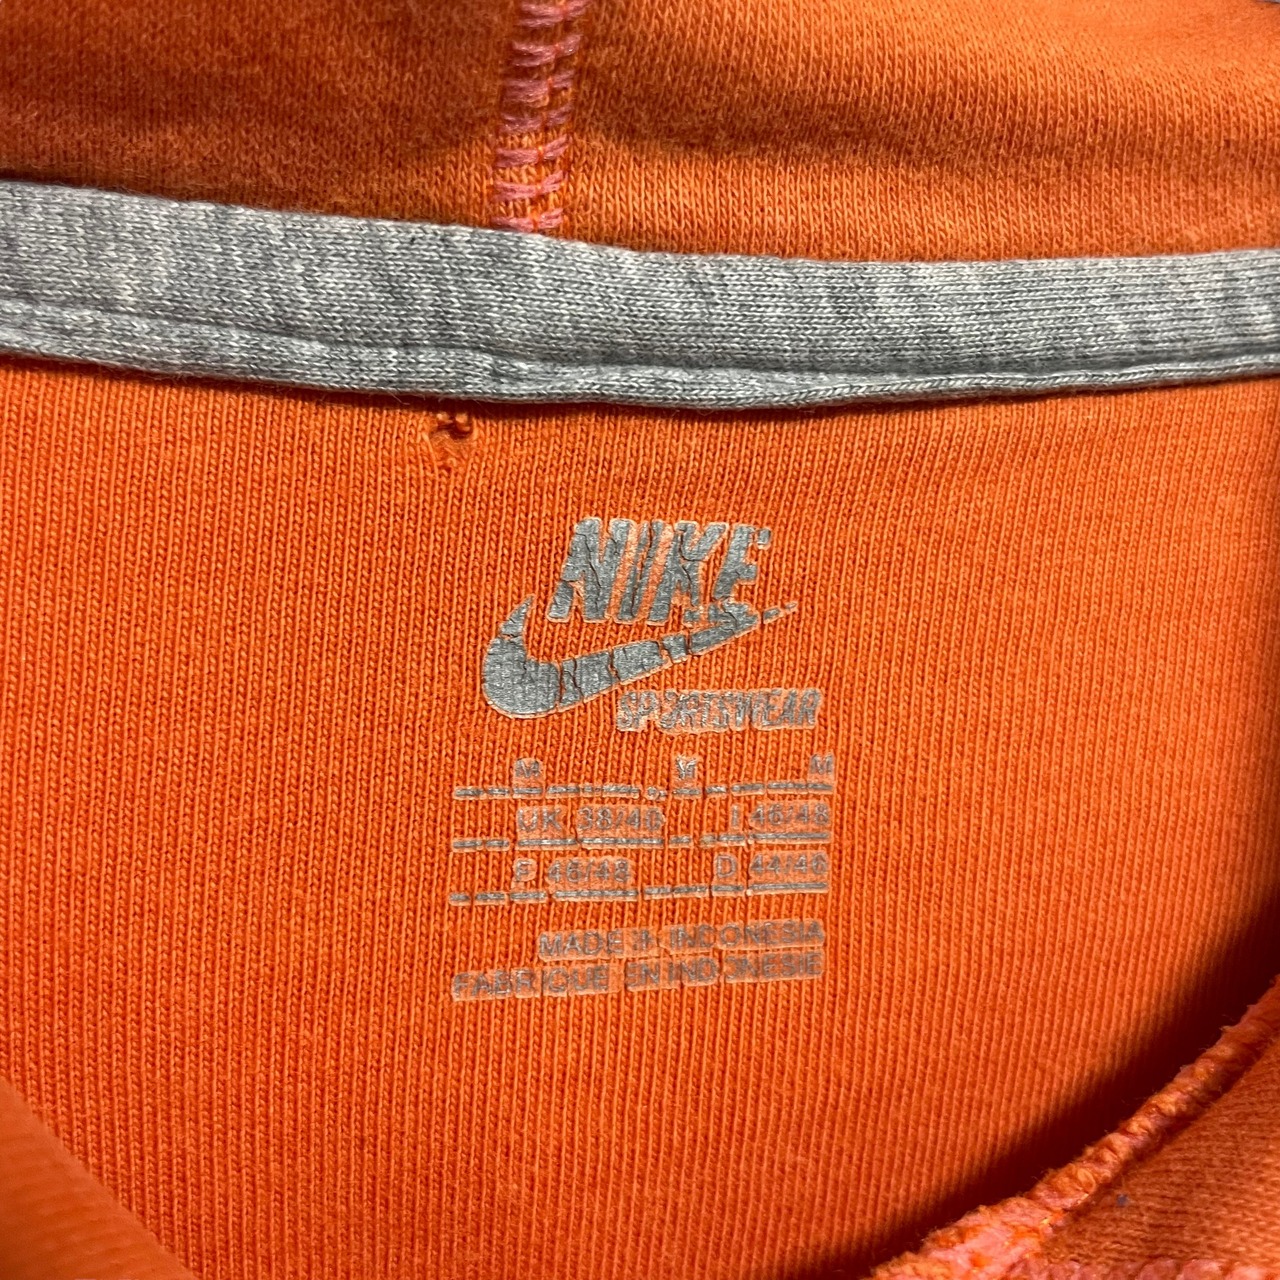 NIKE
SPORTSWEAR
M M M
UK 38/40 I 46/48
F 46/48 D 44/46
MADE IN INDONESIA
FABRIQUE EN INDONESIE